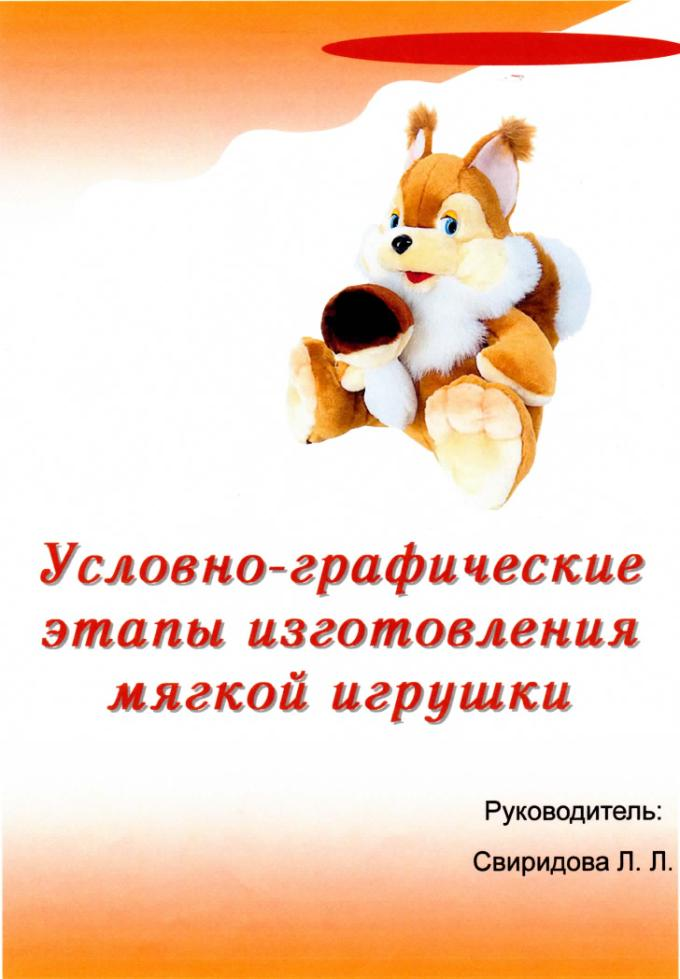 Условно-графические
этапы изготовления
мягкой игрушки
Руководитель:
Свиридова Л. Л.